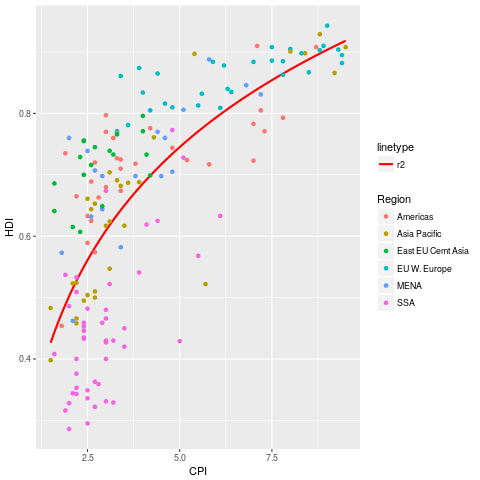 0.8
0.6
0.4
HDI
2.5 5.0 7.5
CPI
linetype
r2
Region
Americas
Asia Pacific
East EU Cemt Asia
EU W. Europe
MENA
SSA